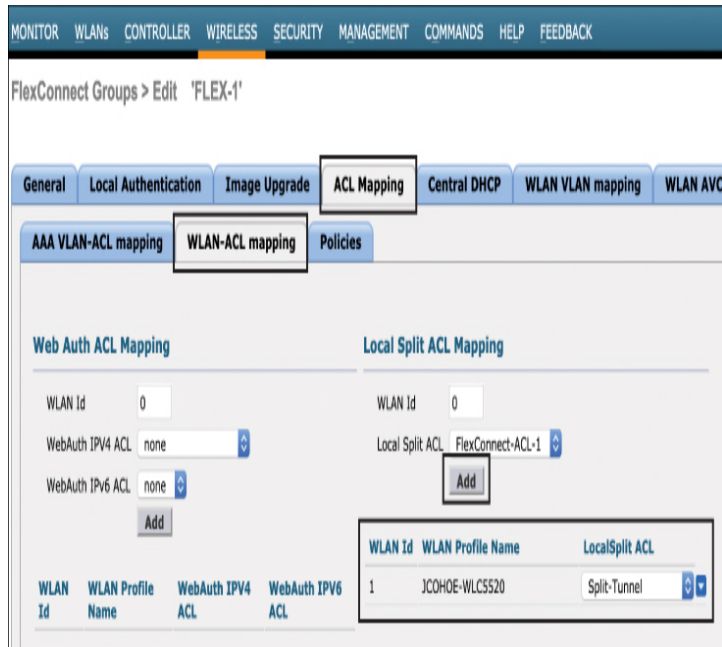 MONITOR WLANs CONTROLLER WIRELESS SECURITY MANAGEMENT COMMANDS HELP FEEDBACK
FlexConnect Groups > Edit 'FLEX-1'
General Local Authentication Image Upgrade ACL Mapping Central DHCP WLAN VLAN mapping WLAN AVC
AAA VLAN-ACL mapping WLAN-ACL mapping Policies
Web Auth ACL Mapping
WLAN Id 0
WebAuth IPV4 ACL none
WebAuth IPv6 ACL none
Add
WLAN Id WLAN Profile Name WebAuth IPV4 ACL WebAuth IPV6 ACL
Local Split ACL Mapping
WLAN Id 0
Local Split ACL FlexConnect-ACL-1
Add
WLAN Id WLAN Profile Name LocalSplit ACL
1 JCOHOE-WLC5520 Split-Tunnel